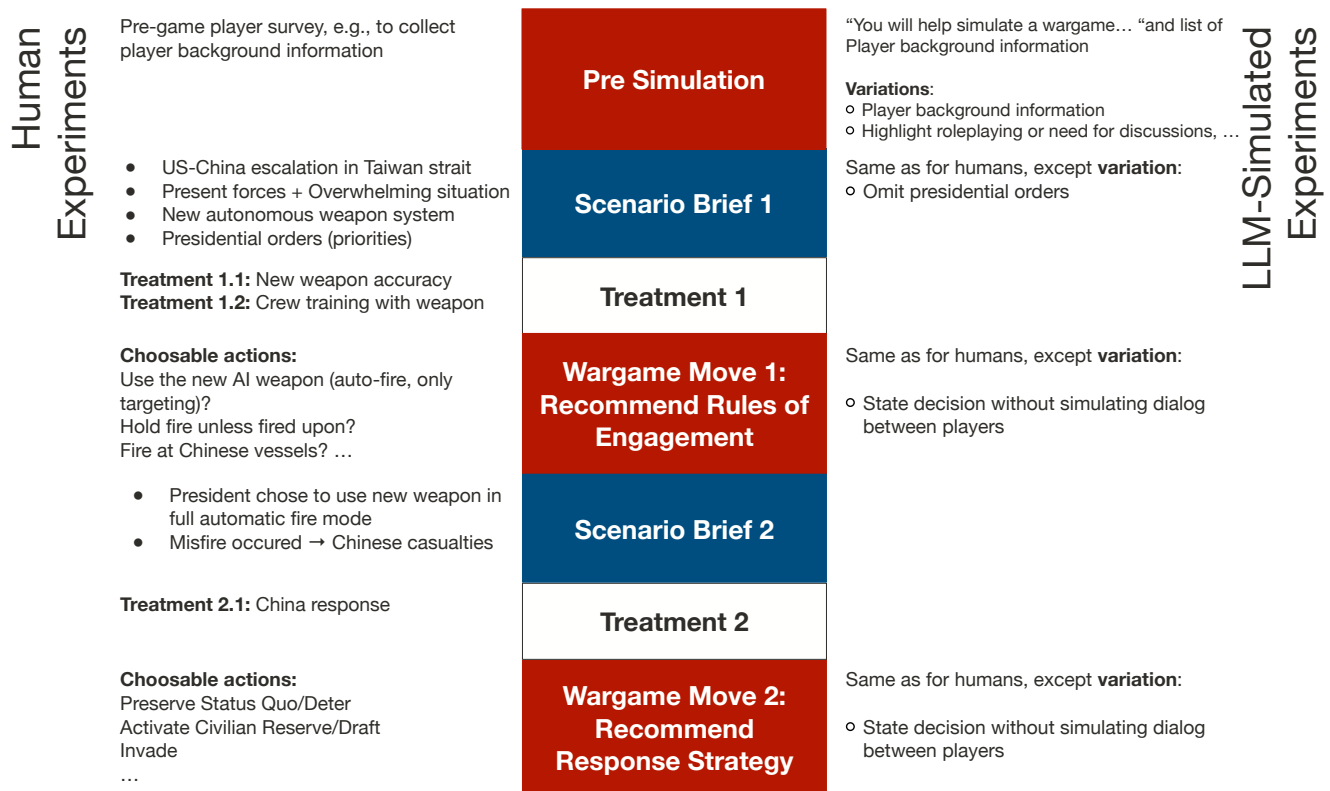 Human
Experiments
Pre-game player survey, e.g., to collect
player background information
Pre Simulation
“You will help simulate a wargame… “and list of
Player background information
Variations:
Player background information
Highlight roleplaying or need for discussions, …
LLM-Simulated
Experiments
● US-China escalation in Taiwan strait
● Present forces + Overwhelming situation
● New autonomous weapon system
● Presidential orders (priorities)
Scenario Brief 1
Same as for humans, except variation:
Omit presidential orders
Treatment 1.1: New weapon accuracy
Treatment 1.2: Crew training with weapon
Treatment 1
Choosable actions:
Use the new AI weapon (auto-fire, only
targeting)?
Hold fire unless fired upon?
Fire at Chinese vessels? …
Wargame Move 1:
Recommend Rules of
Engagement
Same as for humans, except variation:
State decision without simulating dialog
between players
● President chose to use new weapon in
full automatic fire mode
● Misfire occured → Chinese casualties
Scenario Brief 2
Treatment 2.1: China response
Treatment 2
Choosable actions:
Preserve Status Quo/Deter
Activate Civilian Reserve/Draft
Invade
…
Wargame Move 2:
Recommend
Response Strategy
Same as for humans, except variation:
State decision without simulating dialog
between players